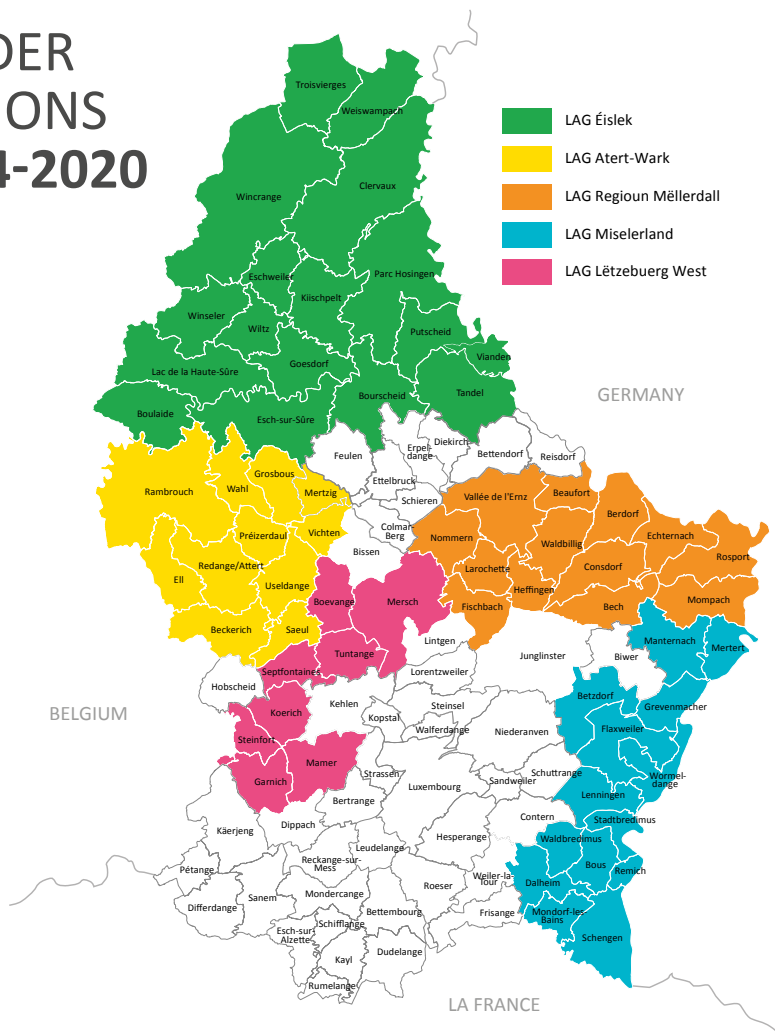 DER
IONS
4-2020
LAG Éislek
LAG Atert-Wark
LAG Regioun Mëllerdall
LAG Miselerland
LAG Lëtzebuerg West
GERMANY
BELGIUM
LA FRANCE
Troisvierges
Weiswampach
Wincrange
Clervaux
Eschweiler
Parc Hosingen
Kiischpelt
Winseler
Wiltz
Putscheid
Vianden
Goesdorf
Lac de la Haute-Sûre
Tandel
Bourscheid
Boulaide
Esch-sur-Sûre
Diekirch
Erpel-
dange
Bettendorf
Reisdorf
Feulen
Ettelbruck
Schieren
Colmar-
Berg
Bissen
Grosbous
Wahl
Rambrouch
Mertzig
Vichten
Préizerdaul
Redange/Attert
Ell
Useldange
Beckerich
Saeul
Vallée de l'Ernz
Beaufort
Berdorf
Nommern
Waldbillig
Echternach
Rosport
Larochette
Consdorf
Heffingen
Fischbach
Bech
Mompach
Boevange
Mersch
Tuntange
Septfontaines
Lintgen
Junglinster
Biwer
Manternach
Mertert
Lorentzweiler
Hobscheid
Koerich
Kehlen
Kopstal
Steinsel
Walferdange
Niederanven
Betzdorf
Grevenmacher
Flaxweiler
Steinfort
Mamer
Garnich
Strassen
Bertrange
Luxembourg
Sandweiler
Schuttrange
Wormel-
dange
Lenningen
Contern
Stadtbredimus
Käerjeng
Dippach
Leudelange
Hesperange
Waldbredimus
Reckange-sur-
Mess
Bous
Remich
Pétange
Sanem
Mondercange
Roeser
Weiler-la-
Tour
Dalheim
Differdange
Bettembourg
Frisange
Mondorf-les-
Bains
Schifflange
Esch-sur-
Alzette
Schengen
Kayl
Dudelange
Rumelange